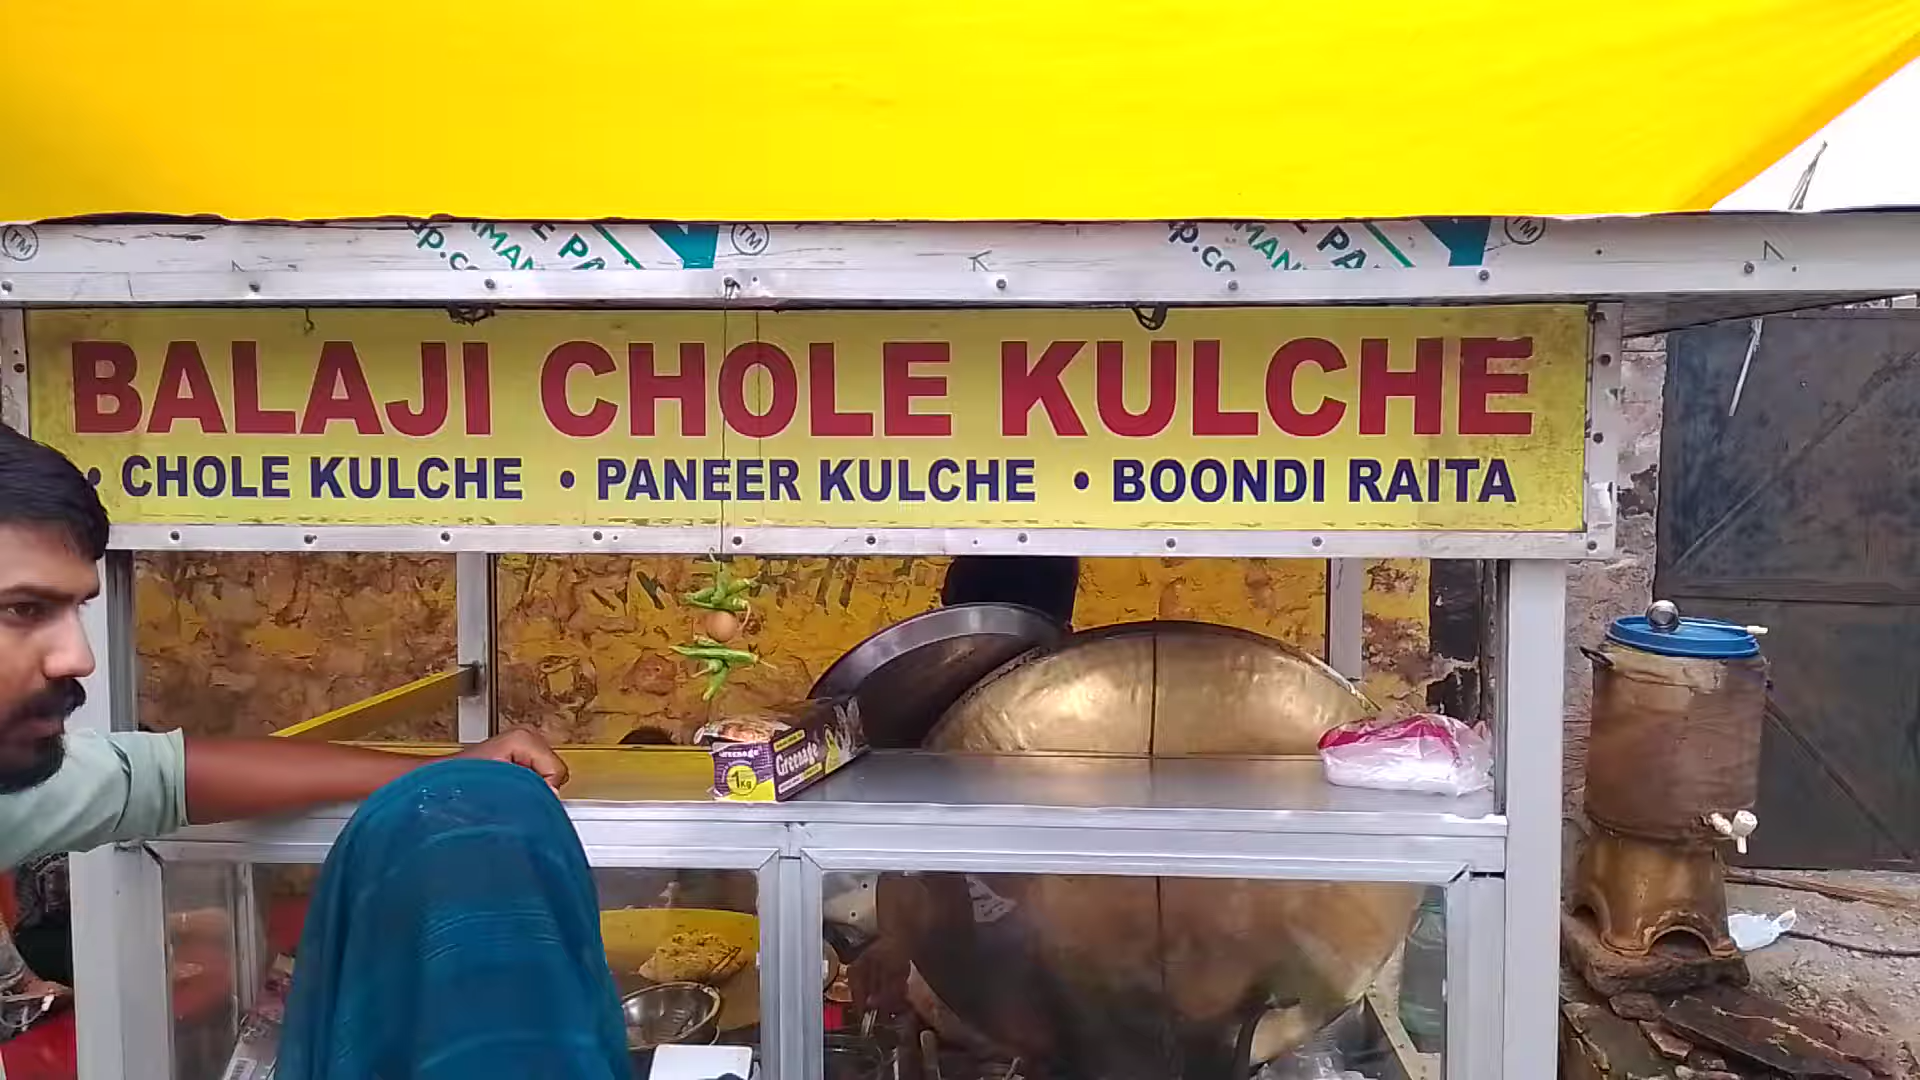 BALAJI CHOLE KULCHE
• CHOLE KULCHE • PANEER KULCHE • BOONDI RAITA
Greenage
1Kg